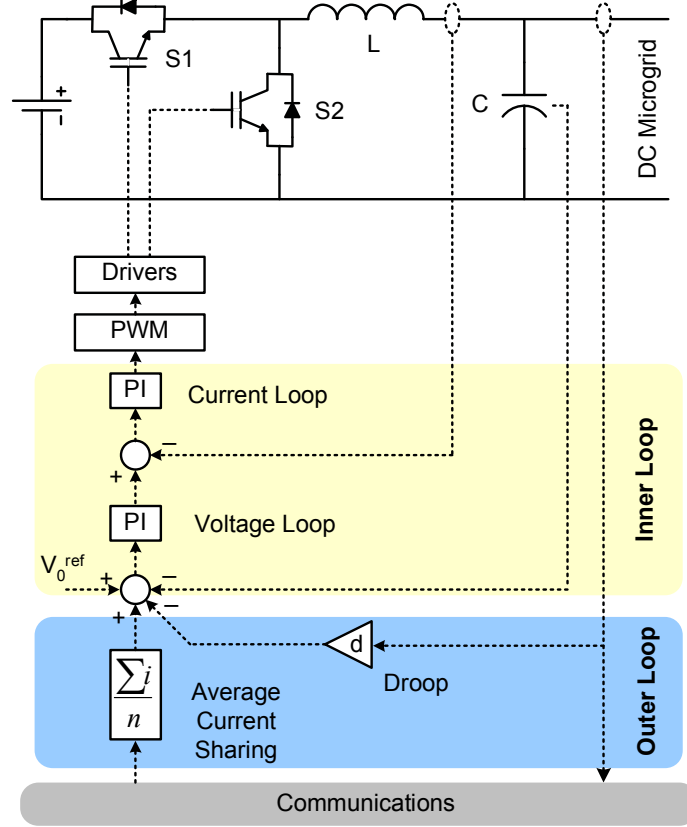 +
−
S1
S2
L
C
DC Microgrid
Drivers
PWM
PI
Current Loop
−
+
PI
Voltage Loop
Inner Loop
V₀ʳᵉᶠ
+
−
+
−
d
Droop
∑i
n
Average
Current
Sharing
Outer Loop
Communications